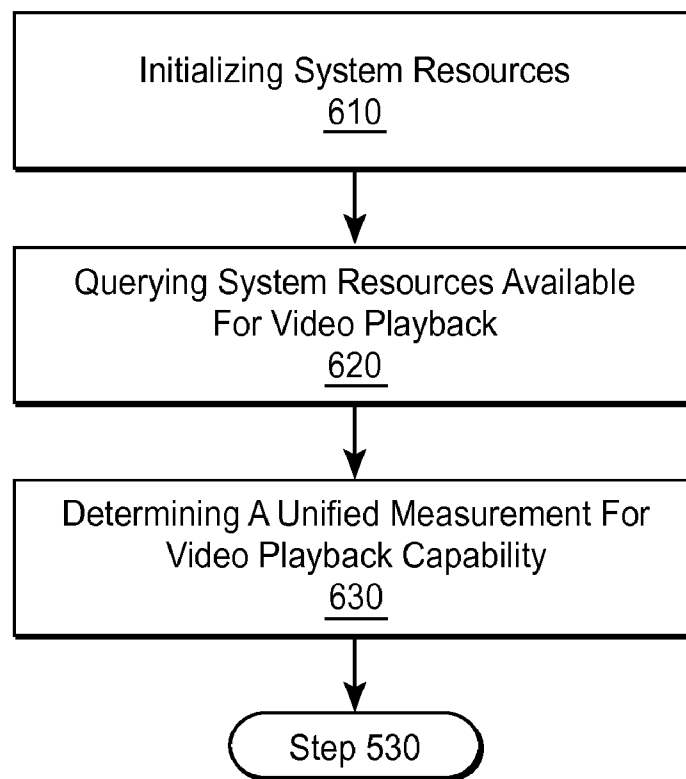 Initializing System Resources
610
Querying System Resources Available
For Video Playback
620
Determining A Unified Measurement For
Video Playback Capability
630
Step 530